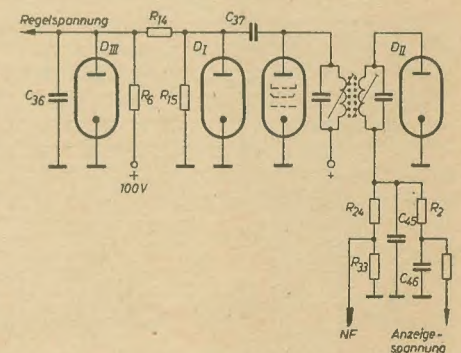 Regelspannung
R14
C37
DIII
DI
DII
C36
R6
R15
+
100V
+
R24
C45
R2
R33
C46
NF
Anzeige-
spannung